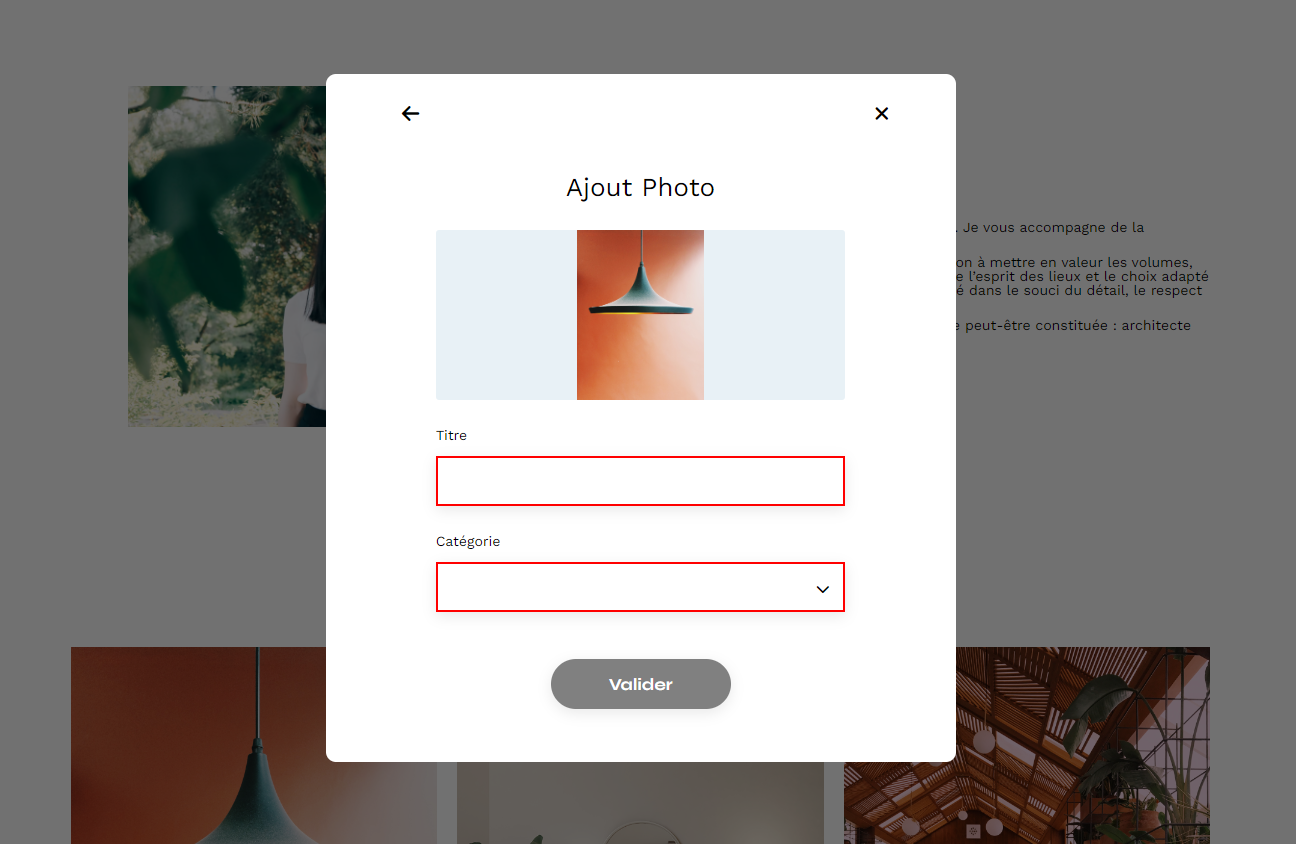 Ajout Photo
. Je vous accompagne de la
on à mettre en valeur les volumes,
e l'esprit des lieux et le choix adapté
é dans le souci du détail, le respect
e peut-être constituée : architecte
Titre
Catégorie
Valider